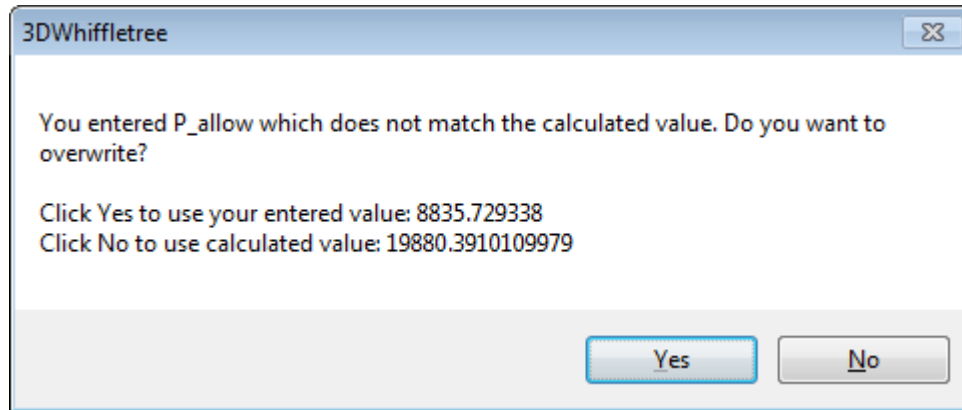 3DWhiffletree
You entered P_allow which does not match the calculated value. Do you want to
overwrite?
Click Yes to use your entered value: 8835.729338
Click No to use calculated value: 19880.3910109979
Yes
No